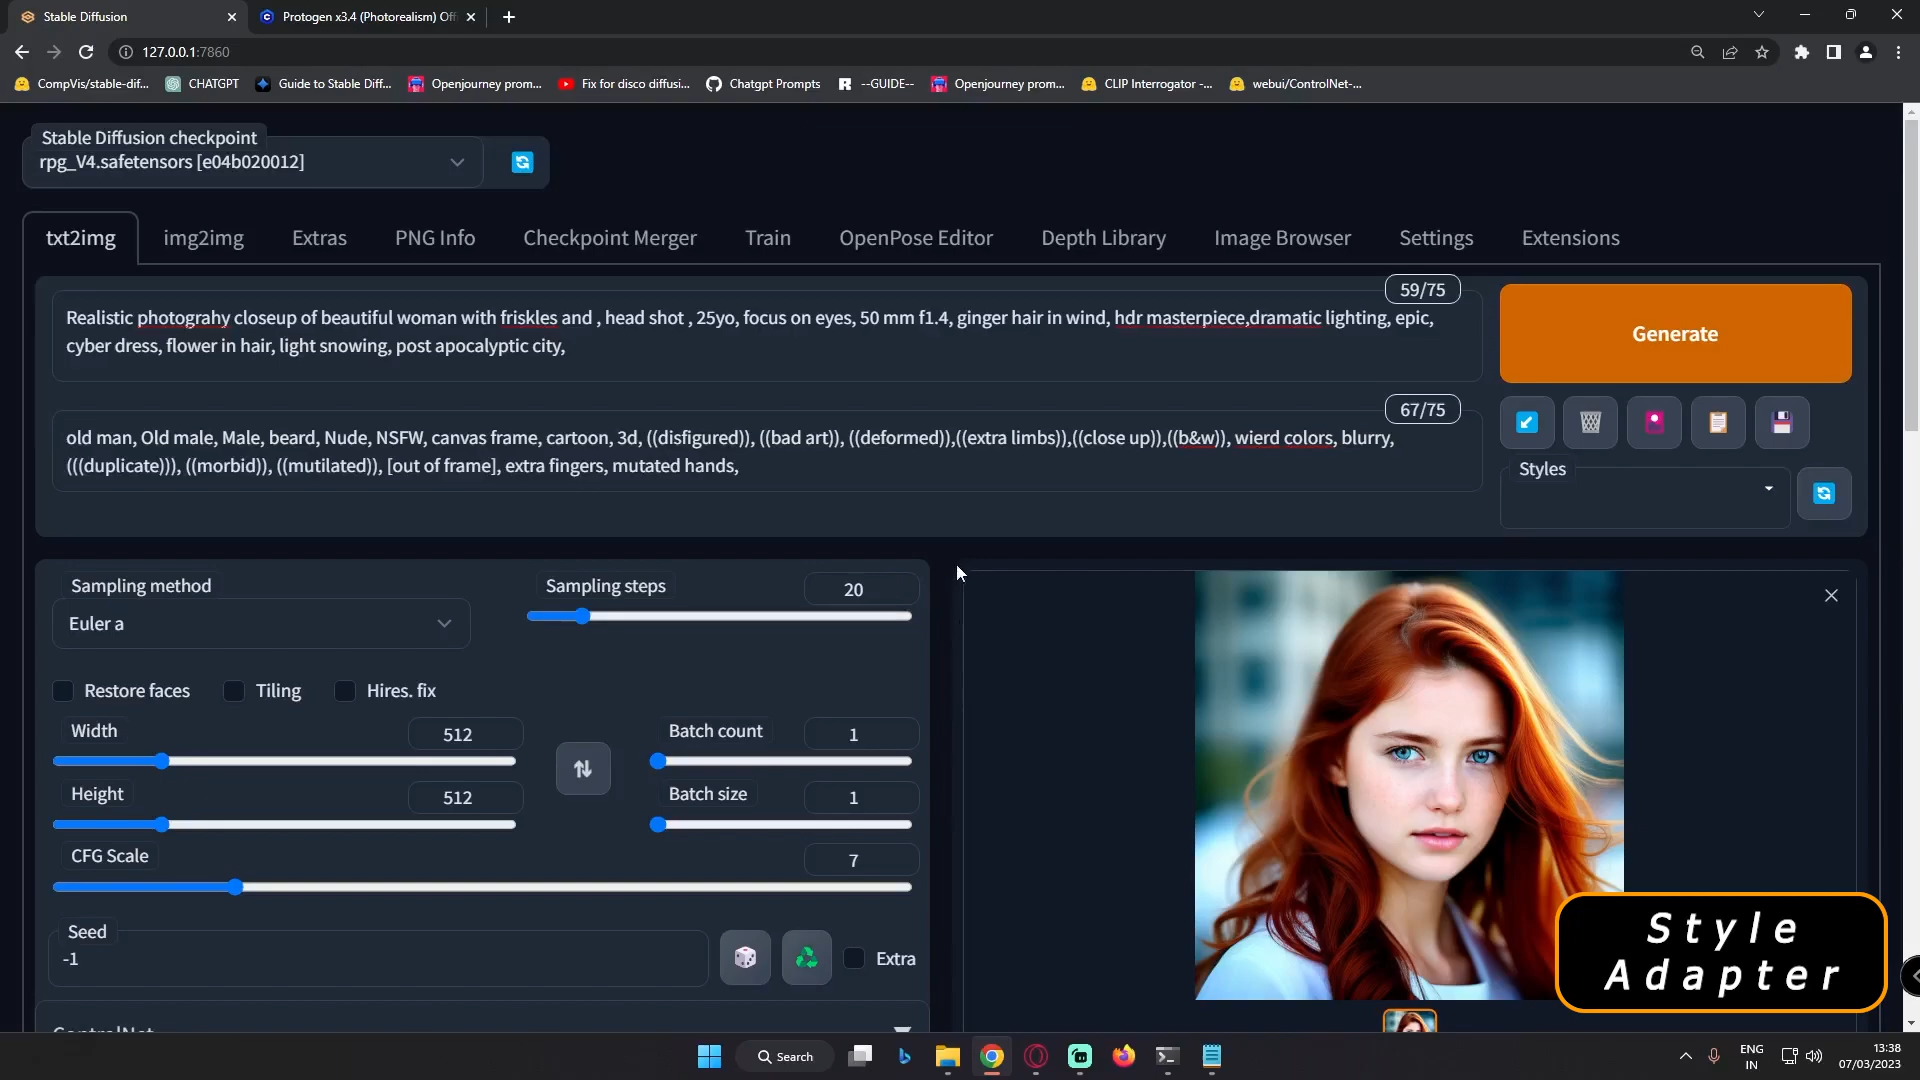 Stable Diffusion
Protogen x3.4 (Photorealism) Off
127.0.0.1:7860
CompVis/stable-dif...
CHATGPT
Guide to Stable Diff...
Openjourney prom...
Fix for disco diffusi...
Chatgpt Prompts
--GUIDE--
Openjourney prom...
CLIP Interrogator -...
webui/ControlNet-...
Stable Diffusion checkpoint
rpg_V4.safetensors [e04b020012]
txt2img
img2img
Extras
PNG Info
Checkpoint Merger
Train
OpenPose Editor
Depth Library
Image Browser
Settings
Extensions
59/75
Realistic photograhy closeup of beautiful woman with friskles and , head shot , 25yo, focus on eyes, 50 mm f1.4, ginger hair in wind, hdr masterpiece,dramatic lighting, epic,
cyber dress, flower in hair, light snowing, post apocalyptic city,
Generate
67/75
old man, Old male, Male, beard, Nude, NSFW, canvas frame, cartoon, 3d, ((disfigured)), ((bad art)), ((deformed)),((extra limbs)),((close up)),((b&w)), wierd colors, blurry,
(((duplicate))), ((morbid)), ((mutilated)), [out of frame], extra fingers, mutated hands,
Styles
Sampling method
Euler a
Sampling steps
20
Restore faces
Tiling
Hires. fix
Width
512
Batch count
1
Height
512
Batch size
1
CFG Scale
7
Seed
-1
Extra
ControlNet
Style
Adapter
Search
ENG
IN
13:38
07/03/2023